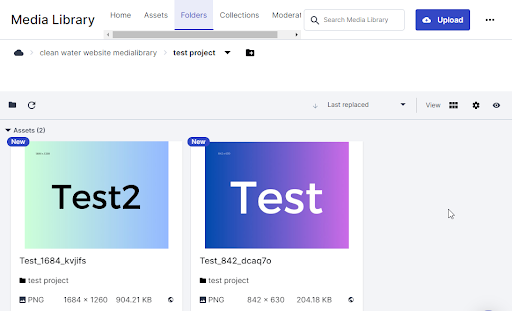 Media Library
Home Assets Folders Collections Moderat
Search Media Library
Upload
clean water website medialibrary test project
Last replaced
View
Assets (2)
New
Test2
Test_1684_kvjifs
test project
PNG 1684 × 1260 904.21 KB
New
Test
Test_842_dcaq7o
test project
PNG 842 × 630 204.18 KB